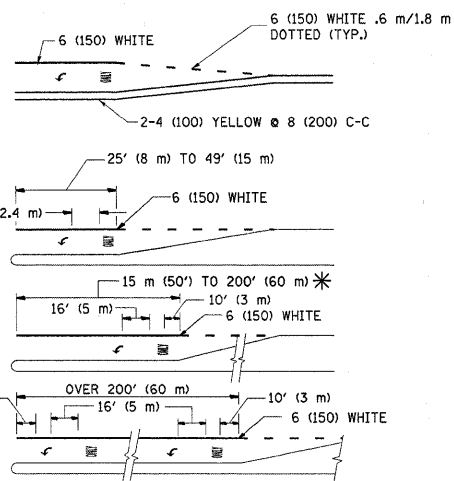 6 (150) WHITE .6 m/1.8 m
DOTTED (TYP.)
6 (150) WHITE
2-4 (100) YELLOW @ 8 (200) C-C
25' (8 m) TO 49' (15 m)
2.4 m)
6 (150) WHITE
15 m (50') TO 200' (60 m) *
16' (5 m)
10' (3 m)
6 (150) WHITE
OVER 200' (60 m)
16' (5 m)
10' (3 m)
6 (150) WHITE